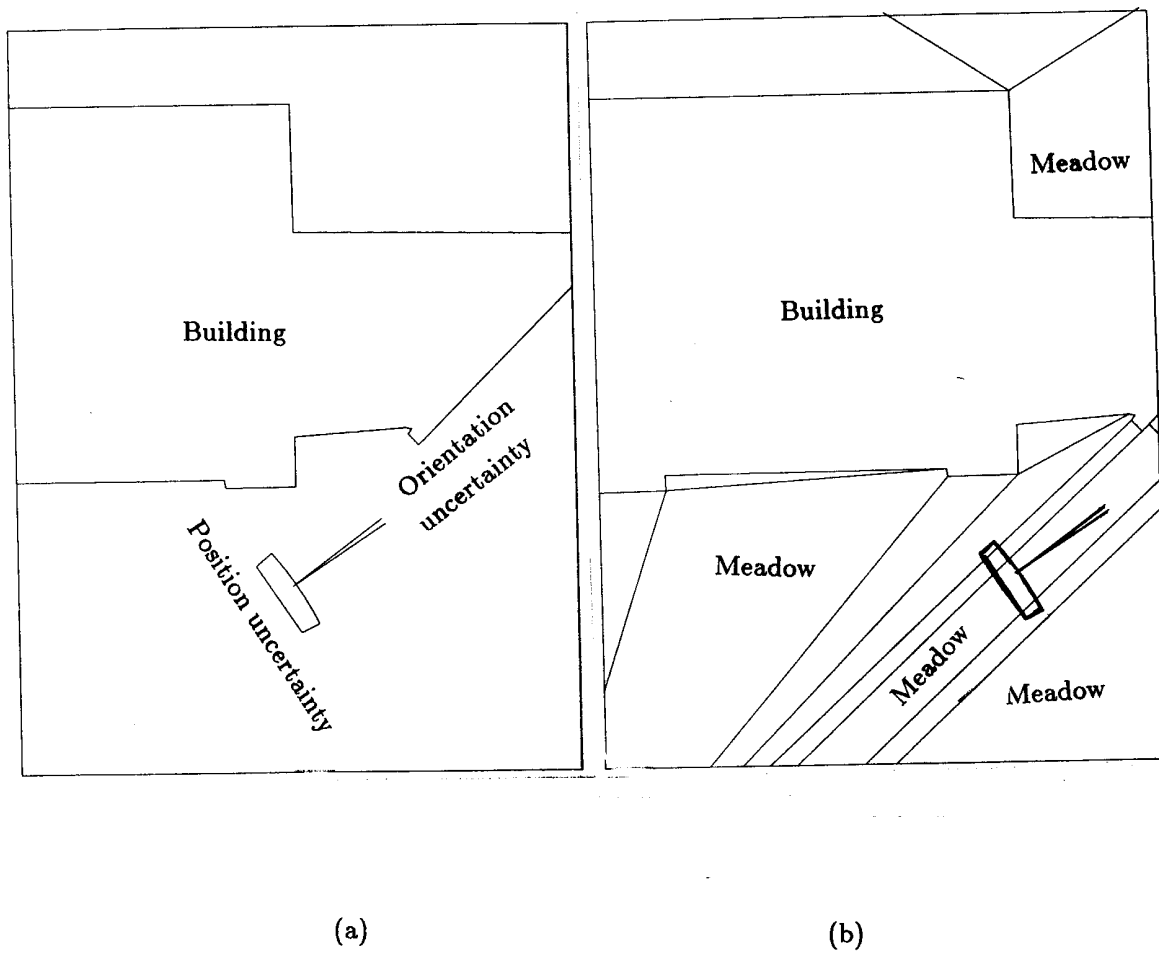 Building
Orientation
uncertainty
Position uncertainty
(a)
Meadow
Building
Meadow
Meadow
Meadow
(b)